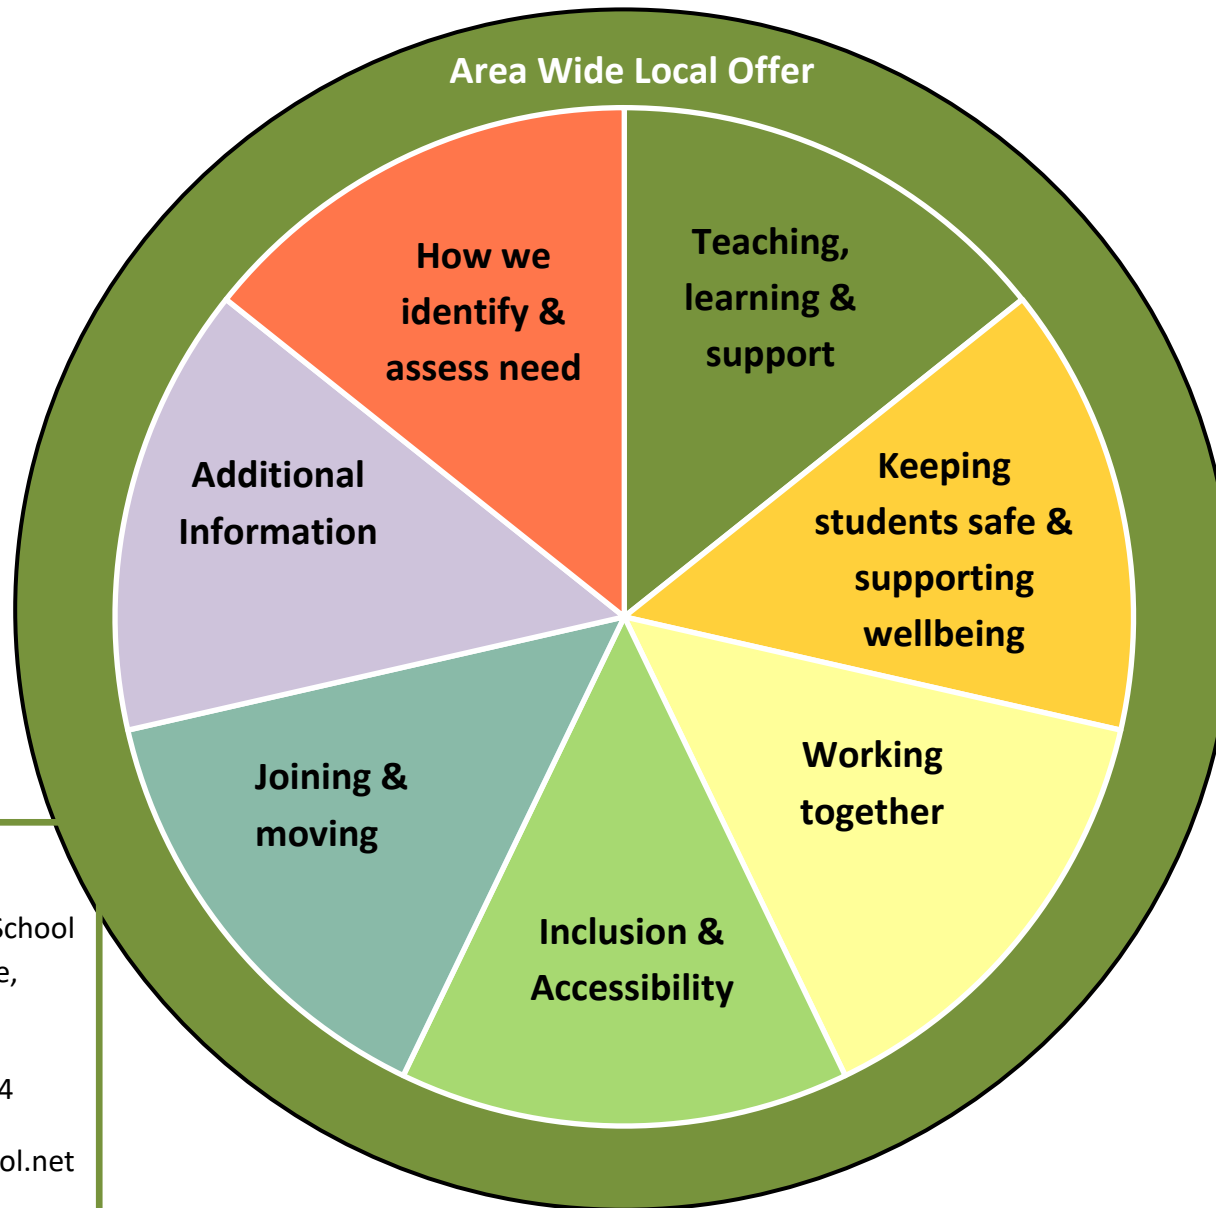 Area Wide Local Offer
How we
identify &
assess need
Teaching,
learning &
support
Keeping
students safe &
supporting
wellbeing
Working
together
Inclusion &
Accessibility
Joining &
moving
Additional
Information
School
e,
4
ol.net